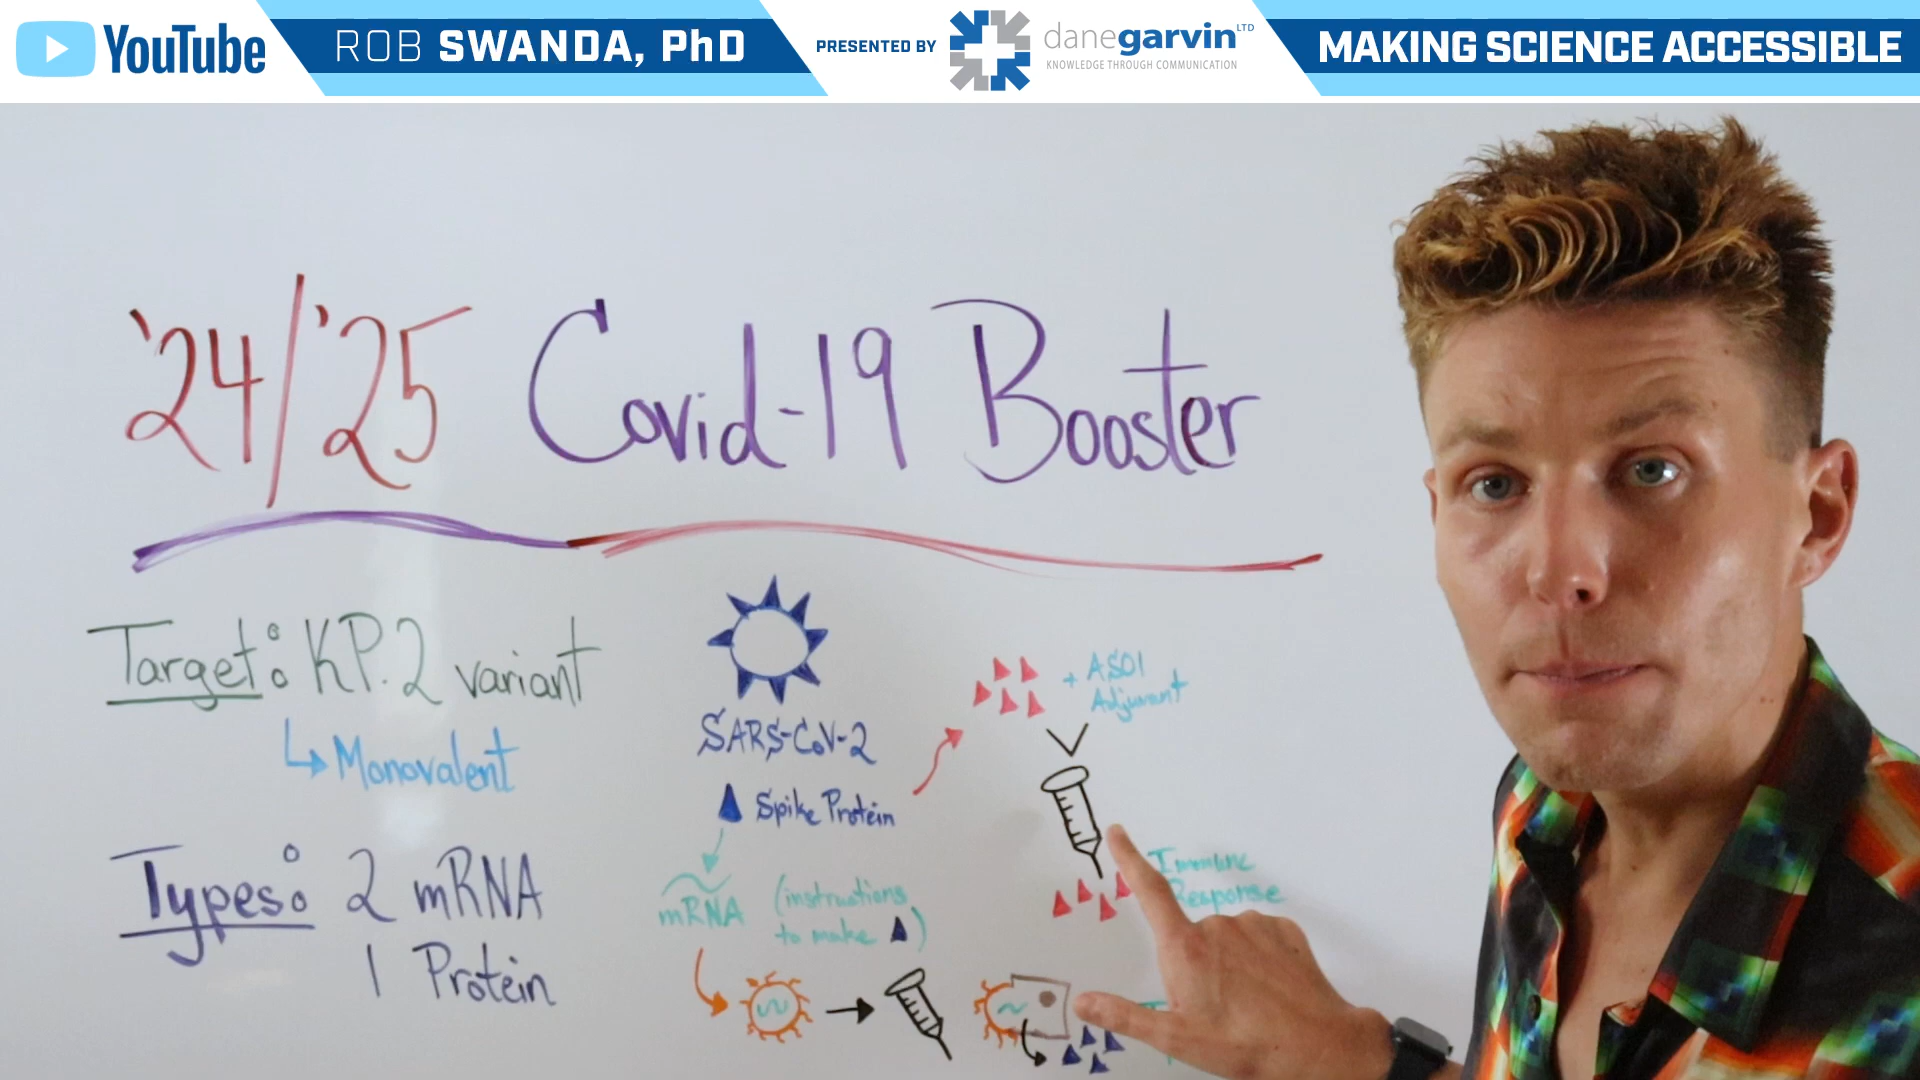 YouTube
ROB SWANDA, PhD
PRESENTED BY
danegarvin LTD
KNOWLEDGE THROUGH COMMUNICATION
MAKING SCIENCE ACCESSIBLE
'24/'25 Covid-19 Booster
Target: KP.2 variant
Monovalent
Types: 2 mRNA
1 Protein
SARS-CoV-2
Spike Protein
mRNA (instructions
to make )
+ AS01
Adjuvant
Immune
Response